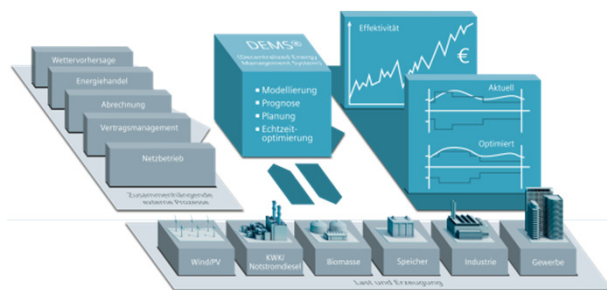 Wettervorhersage
Energiehandel
Abrechnung
Vertragsmanagement
Netzbetrieb
Zusammenhängende
externe Prozesse
DEMS®
(Decentralized Energy
Management System)
Modellierung
Prognose
Planung
Echtzeit-
optimierung
Effektivität
€
Aktuell
Optimiert
Wind/PV
KWK/
Notstromdiesel
Biomasse
Speicher
Industrie
Gewerbe
Last und Erzeugung